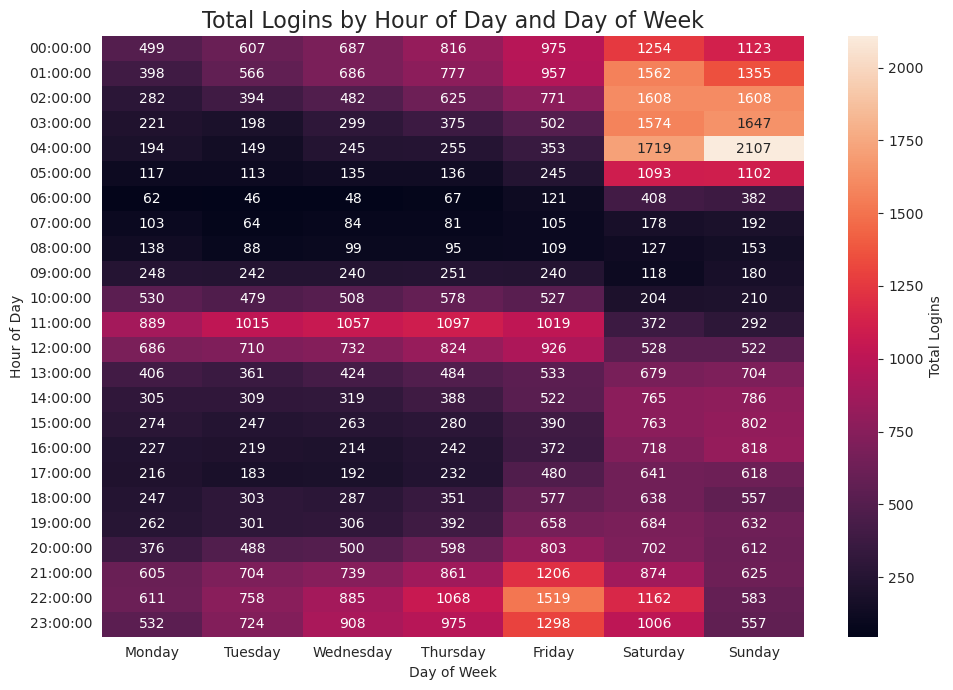 Total Logins by Hour of Day and Day of Week
00:00:00 499 607 687 816 975 1254 1123
01:00:00 398 566 686 777 957 1562 1355
02:00:00 282 394 482 625 771 1608 1608
03:00:00 221 198 299 375 502 1574 1647
04:00:00 194 149 245 255 353 1719 2107
05:00:00 117 113 135 136 245 1093 1102
06:00:00 62 46 48 67 121 408 382
07:00:00 103 64 84 81 105 178 192
08:00:00 138 88 99 95 109 127 153
09:00:00 248 242 240 251 240 118 180
10:00:00 530 479 508 578 527 204 210
11:00:00 889 1015 1057 1097 1019 372 292
12:00:00 686 710 732 824 926 528 522
13:00:00 406 361 424 484 533 679 704
14:00:00 305 309 319 388 522 765 786
15:00:00 274 247 263 280 390 763 802
16:00:00 227 219 214 242 372 718 818
17:00:00 216 183 192 232 480 641 618
18:00:00 247 303 287 351 577 638 557
19:00:00 262 301 306 392 658 684 632
20:00:00 376 488 500 598 803 702 612
21:00:00 605 704 739 861 1206 874 625
22:00:00 611 758 885 1068 1519 1162 583
23:00:00 532 724 908 975 1298 1006 557
Monday Tuesday Wednesday Thursday Friday Saturday Sunday
Day of Week
Hour of Day
2000
1750
1500
1250
1000
750
500
250
Total Logins